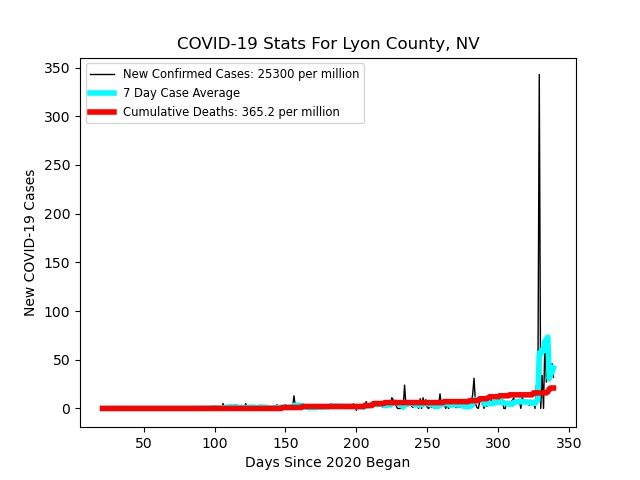 COVID-19 Stats For Lyon County, NV
New Confirmed Cases: 25300 per million
7 Day Case Average
Cumulative Deaths: 365.2 per million
350
300
250
200
150
100
50
0
New COVID-19 Cases
50 100 150 200 250 300 350
Days Since 2020 Began